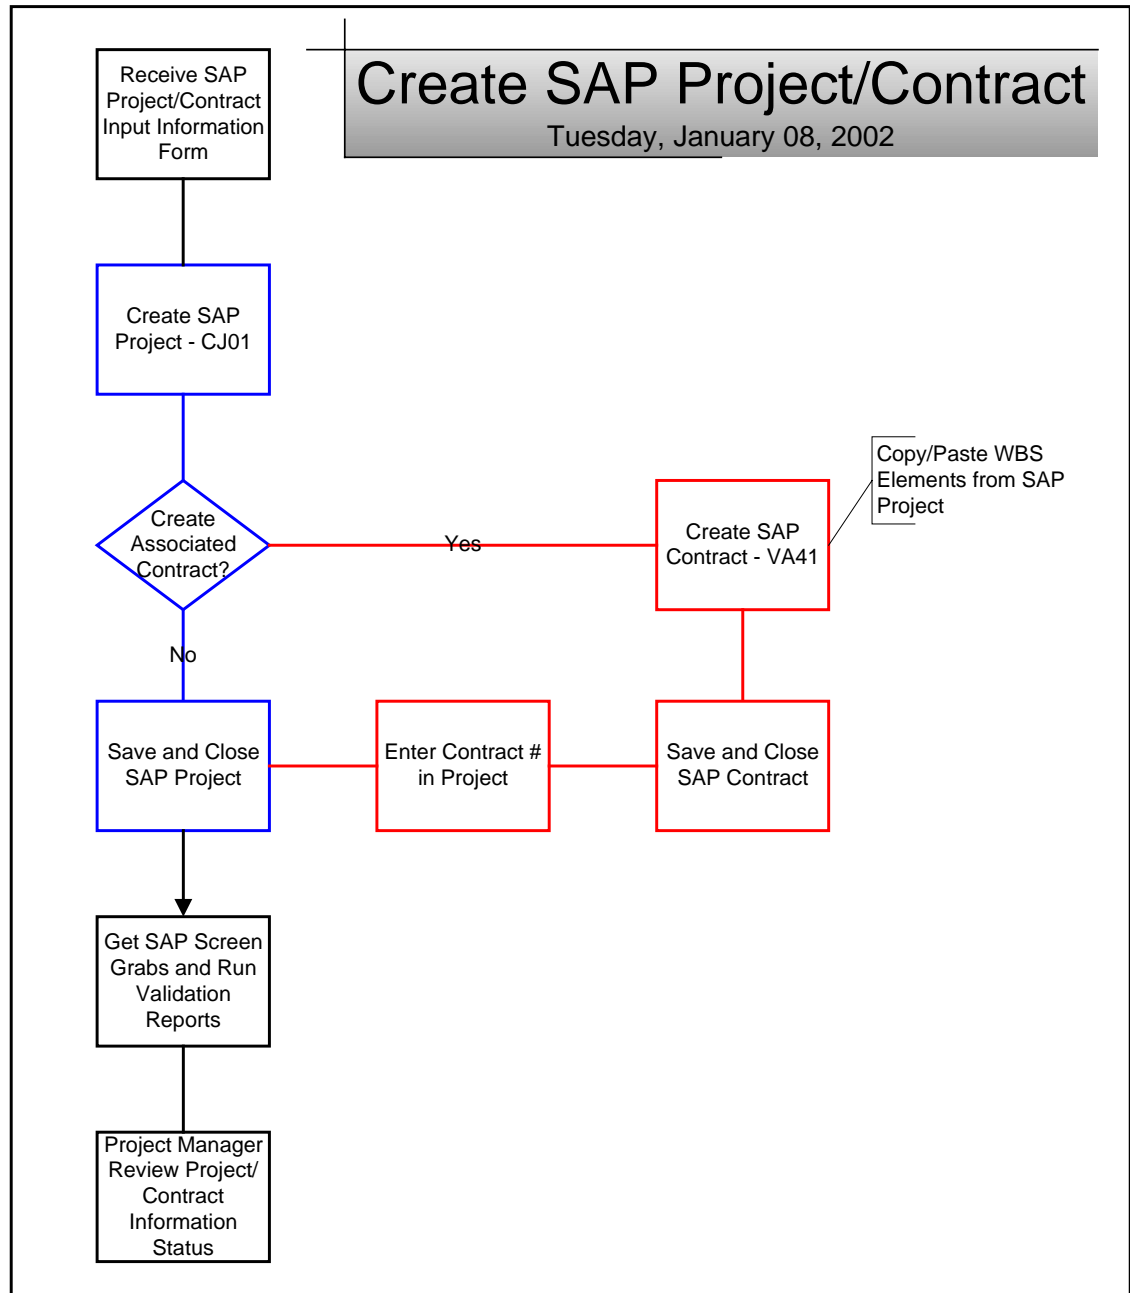 Create SAP Project/Contract
Tuesday, January 08, 2002
Receive SAP
Project/Contract
Input Information
Form
Create SAP
Project - CJ01
Create
Associated
Contract?
Yes
Create SAP
Contract - VA41
Copy/Paste WBS
Elements from SAP
Project
No
Save and Close
SAP Project
Enter Contract #
in Project
Save and Close
SAP Contract
Get SAP Screen
Grabs and Run
Validation
Reports
Project Manager
Review Project/
Contract
Information
Status